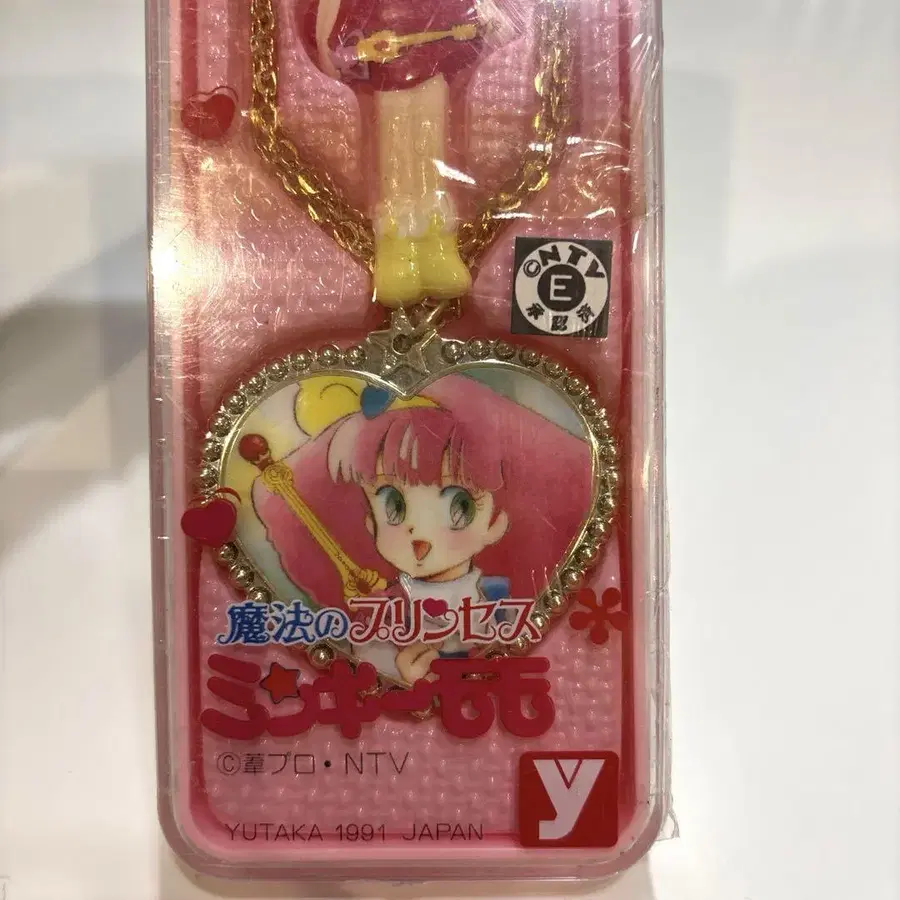 ©NTV
E
承認済
魔法のプリンセス
ミンキーモモ
©葦プロ・NTV
YUTAKA 1991 JAPAN
y